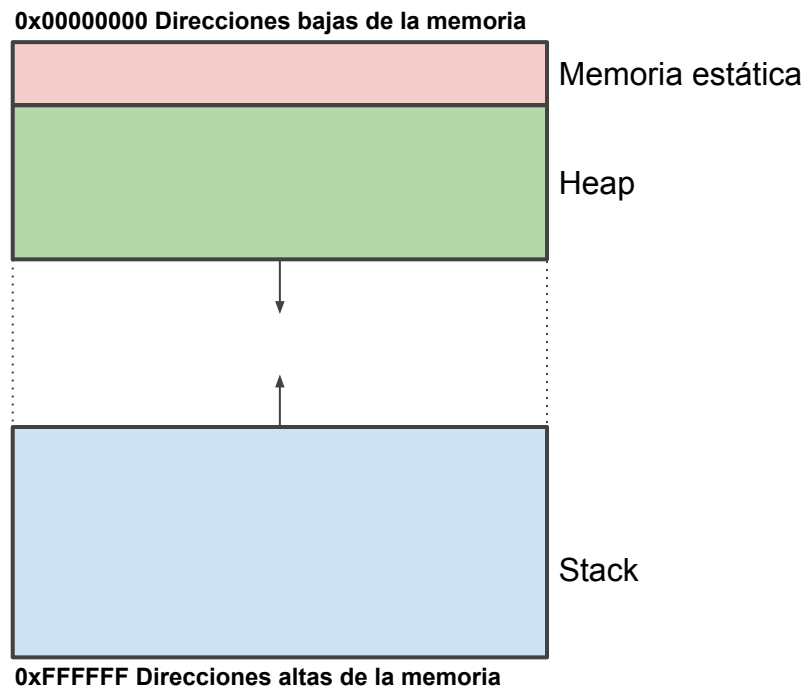 0x00000000 Direcciones bajas de la memoria
Memoria estática
Heap
Stack
0xFFFFFF Direcciones altas de la memoria